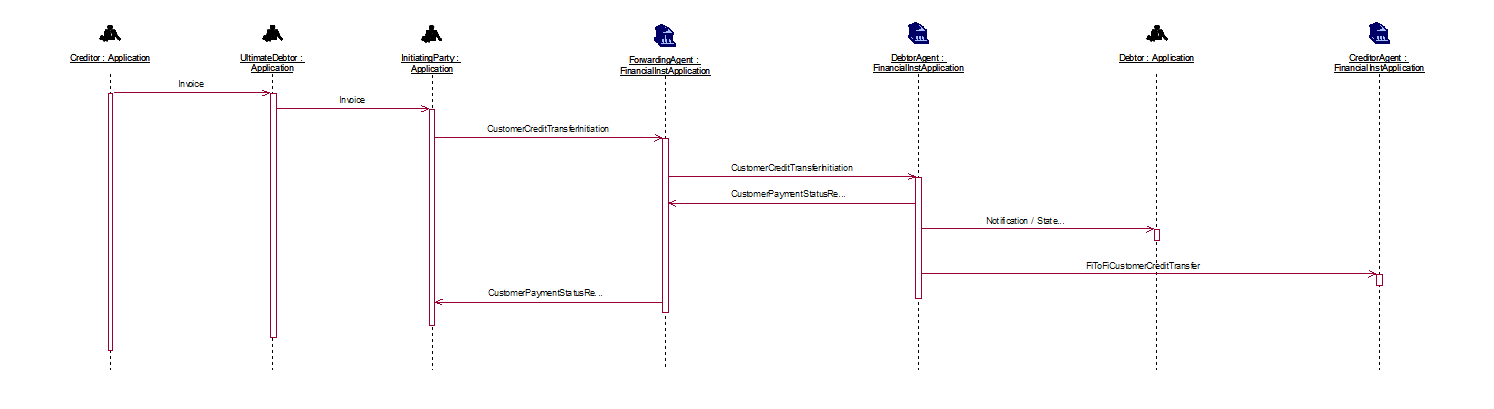 Creditor : Application
UltimateDebtor :
Application
InitiatingParty :
Application
ForwardingAgent :
FinancialInstApplication
DebtorAgent :
FinancialInstApplication
Debtor : Application
CreditorAgent :
FinancialInstApplication
Invoice
Invoice
CustomerCreditTransferInitiation
CustomerCreditTransferInitiation
CustomerPaymentStatusRe...
Notification / State...
FIToFICustomerCreditTransfer
CustomerPaymentStatusRe...